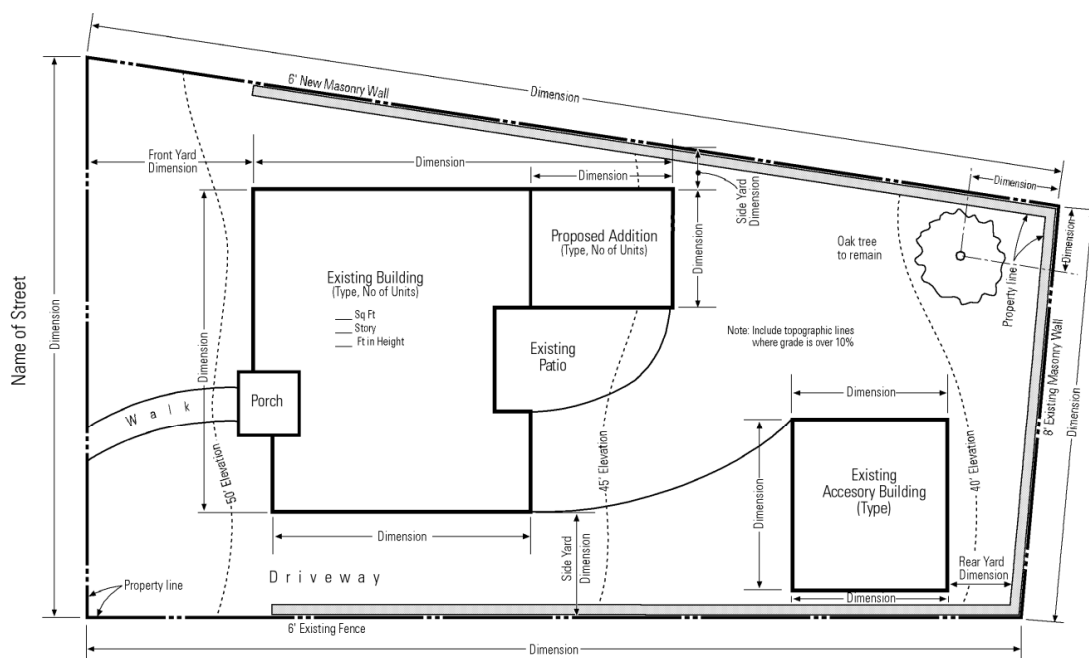 Dimension
6' New Masonry Wall
Front Yard
Dimension
Dimension
Dimension
Side Yard
Dimension
Dimension
Dimension
Name of Street
Dimension
Existing Building
(Type, No of Units)
Sq Ft
Story
Ft in Height
Dimension
Proposed Addition
(Type, No of Units)
Dimension
Oak tree
to remain
Property line
Existing
Patio
Note: Include topographic lines
where grade is over 10%
Porch
Walk
50' Elevation
45' Elevation
40' Elevation
Dimension
Dimension
Existing
Accesory Building
(Type)
8' Existing Masonry Wall
Dimension
Dimension
Side Yard
Dimension
Rear Yard
Dimension
Driveway
Property line
Dimension
6' Existing Fence
Dimension